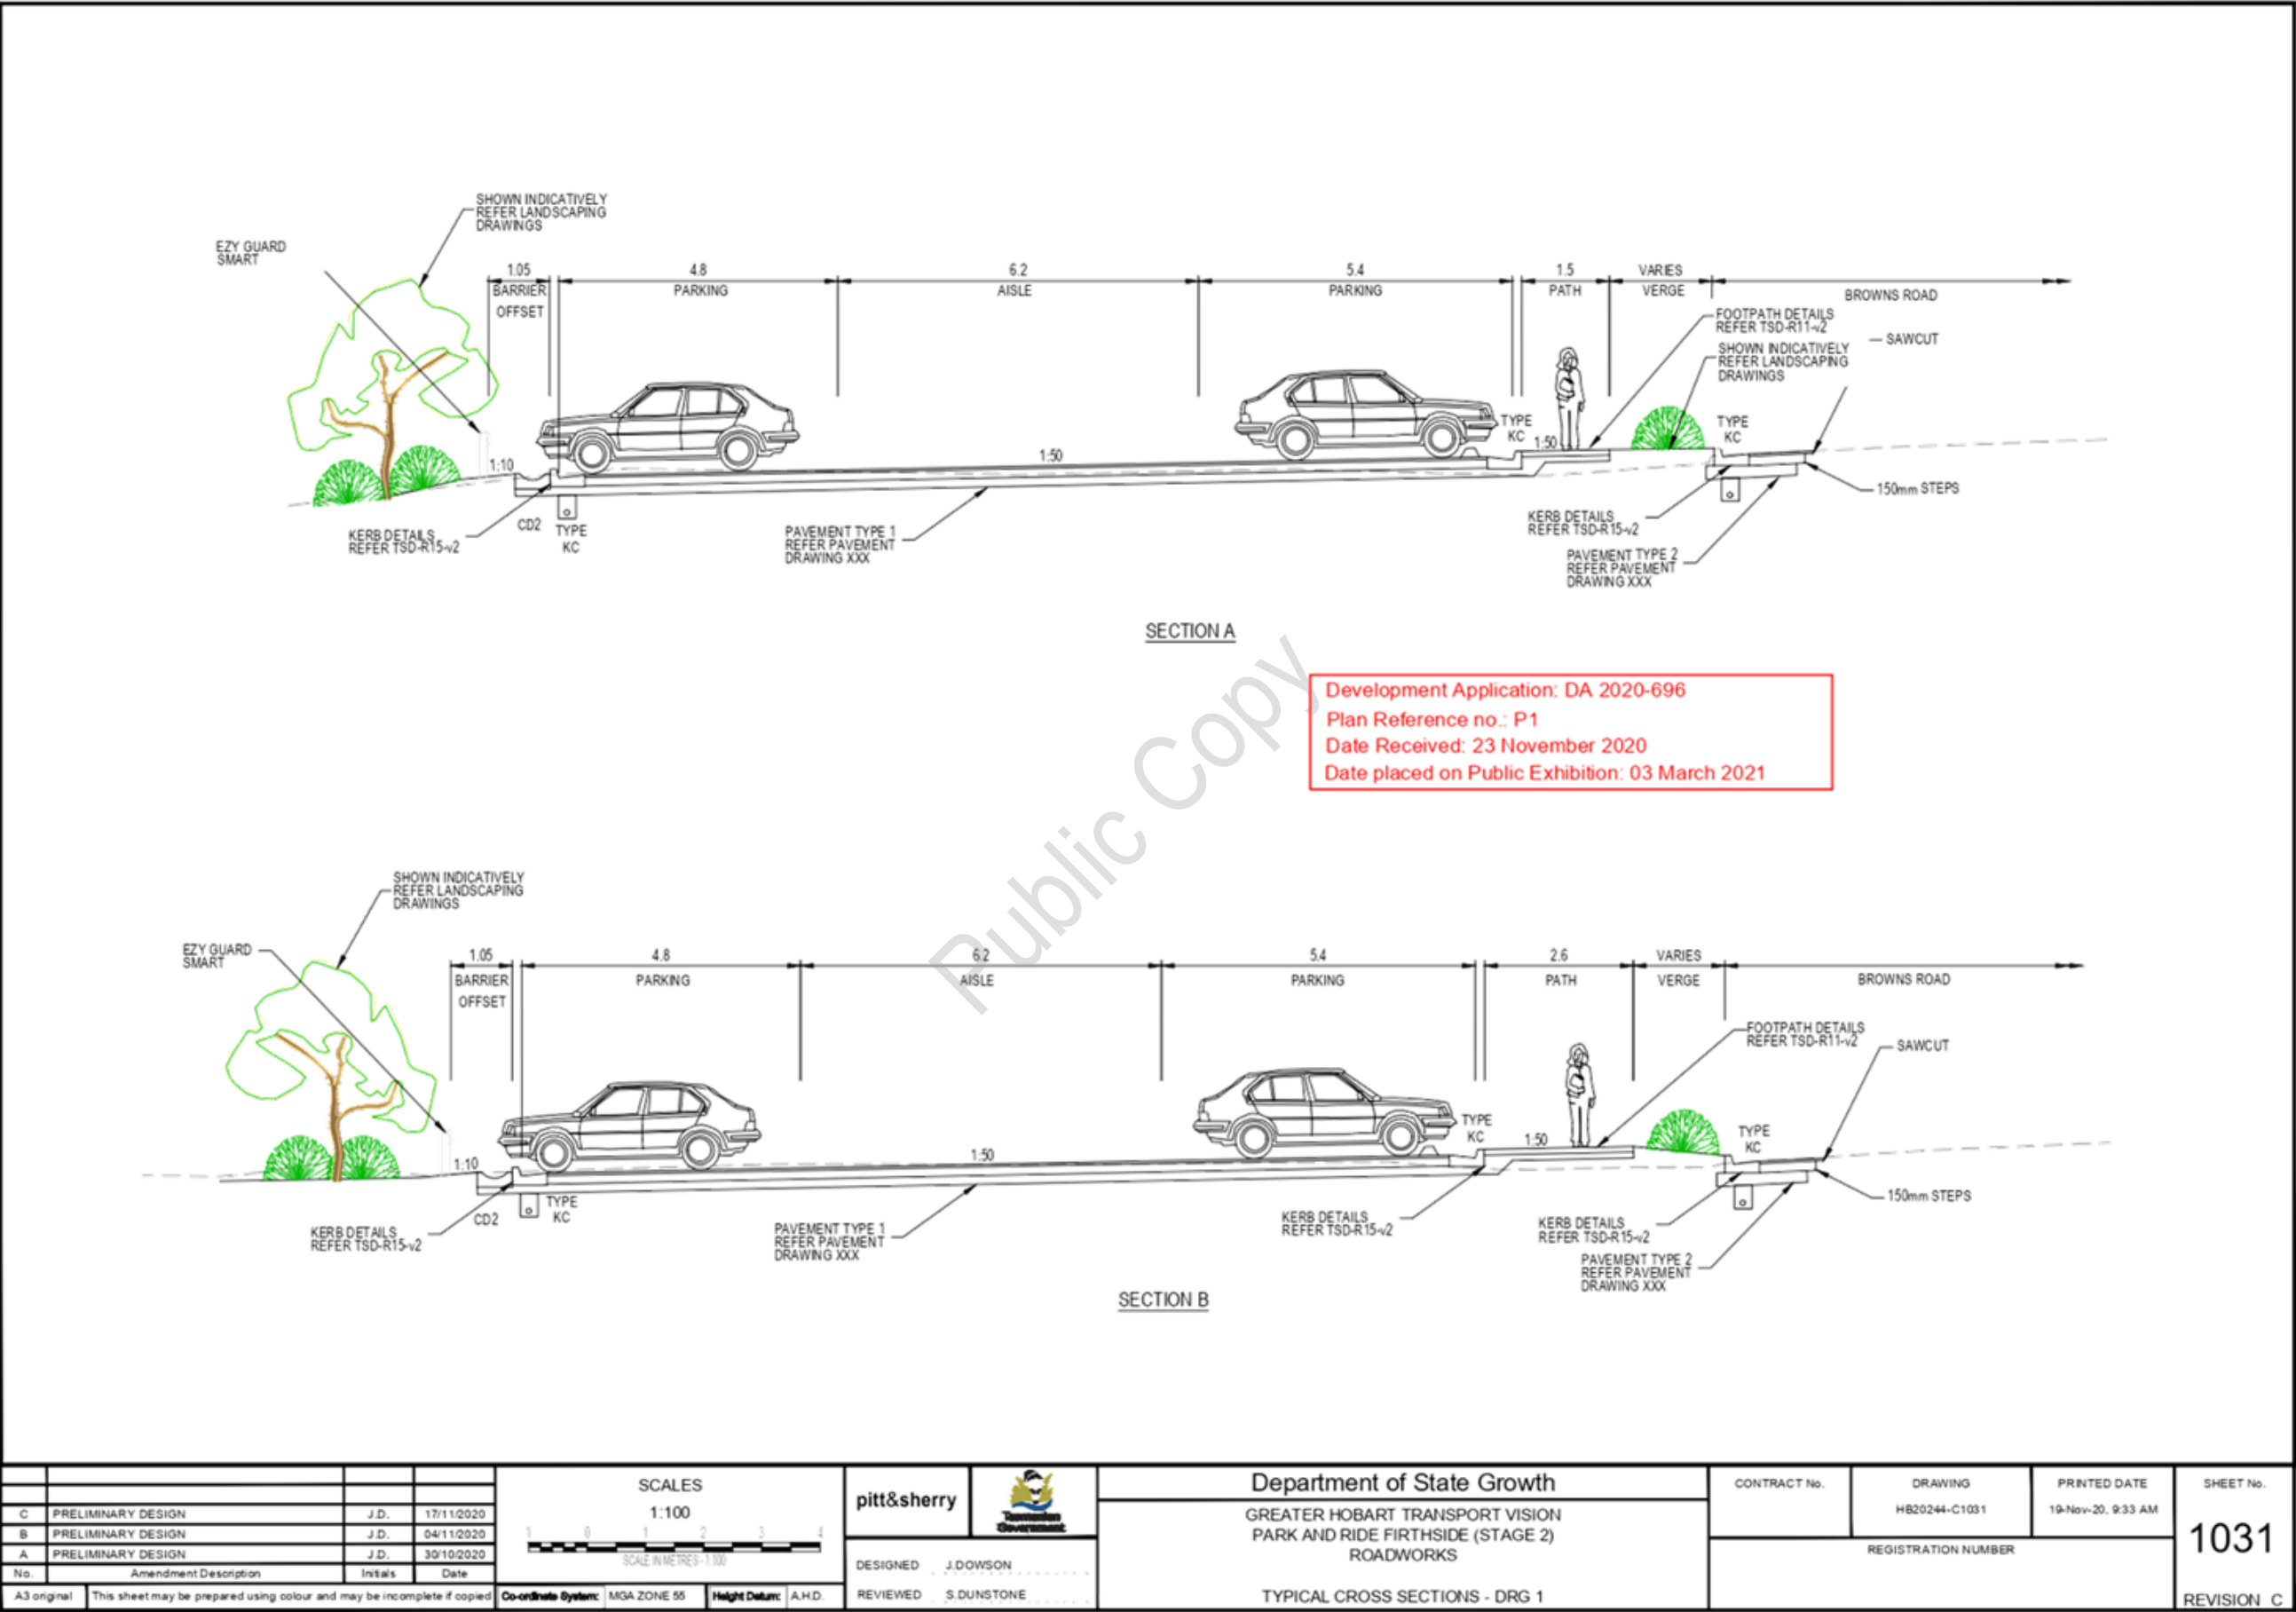 SHOWN INDICATIVELY
REFER LANDSCAPING
DRAWINGS
EZY GUARD
SMART
1.05
BARRIER
OFFSET
4.8
PARKING
6.2
AISLE
5.4
PARKING
1.5
PATH
VARIES
VERGE
BROWNS ROAD
FOOTPATH DETAILS
REFER TSD-R11-v2
SHOWN INDICATIVELY
REFER LANDSCAPING
DRAWINGS
SAWCUT
TYPE
KC
1:50
TYPE
KC
1:10
1:50
150mm STEPS
KERB DETAILS
REFER TSD-R15-v2
CD2
TYPE
KC
PAVEMENT TYPE 1
REFER PAVEMENT
DRAWING XXX
KERB DETAILS
REFER TSD-R15-v2
PAVEMENT TYPE 2
REFER PAVEMENT
DRAWING XXX
SECTION A
Development Application: DA 2020-696
Plan Reference no.: P1
Date Received: 23 November 2020
Date placed on Public Exhibition: 03 March 2021
Public Copy
SHOWN INDICATIVELY
REFER LANDSCAPING
DRAWINGS
EZY GUARD
SMART
1.05
BARRIER
OFFSET
4.8
PARKING
6.2
AISLE
5.4
PARKING
2.6
PATH
VARIES
VERGE
BROWNS ROAD
FOOTPATH DETAILS
REFER TSD-R11-v2
SAWCUT
TYPE
KC
1:50
TYPE
KC
1:10
1:50
150mm STEPS
KERB DETAILS
REFER TSD-R15-v2
CD2
TYPE
KC
PAVEMENT TYPE 1
REFER PAVEMENT
DRAWING XXX
KERB DETAILS
REFER TSD-R15-v2
KERB DETAILS
REFER TSD-R15-v2
PAVEMENT TYPE 2
REFER PAVEMENT
DRAWING XXX
SECTION B
C PRELIMINARY DESIGN J.D. 17/11/2020
B PRELIMINARY DESIGN J.D. 04/11/2020
A PRELIMINARY DESIGN J.D. 30/10/2020
No. Amendment Description Initials Date
A3 original This sheet may be prepared using colour and may be incomplete if copied
SCALES
1:100
1 0 1 2 3 4
SCALE IN METRES - 1:100
Co-ordinate System: MGA ZONE 55 Height Datum: A.H.D.
pitt&sherry
Tasmanian
Government
DESIGNED J.DOWSON
REVIEWED S.DUNSTONE
Department of State Growth
GREATER HOBART TRANSPORT VISION
PARK AND RIDE FIRTHSIDE (STAGE 2)
ROADWORKS
TYPICAL CROSS SECTIONS - DRG 1
CONTRACT No.
DRAWING
HB20244-C1031
PRINTED DATE
19-Nov-20, 9:33 AM
REGISTRATION NUMBER
SHEET No.
1031
REVISION C